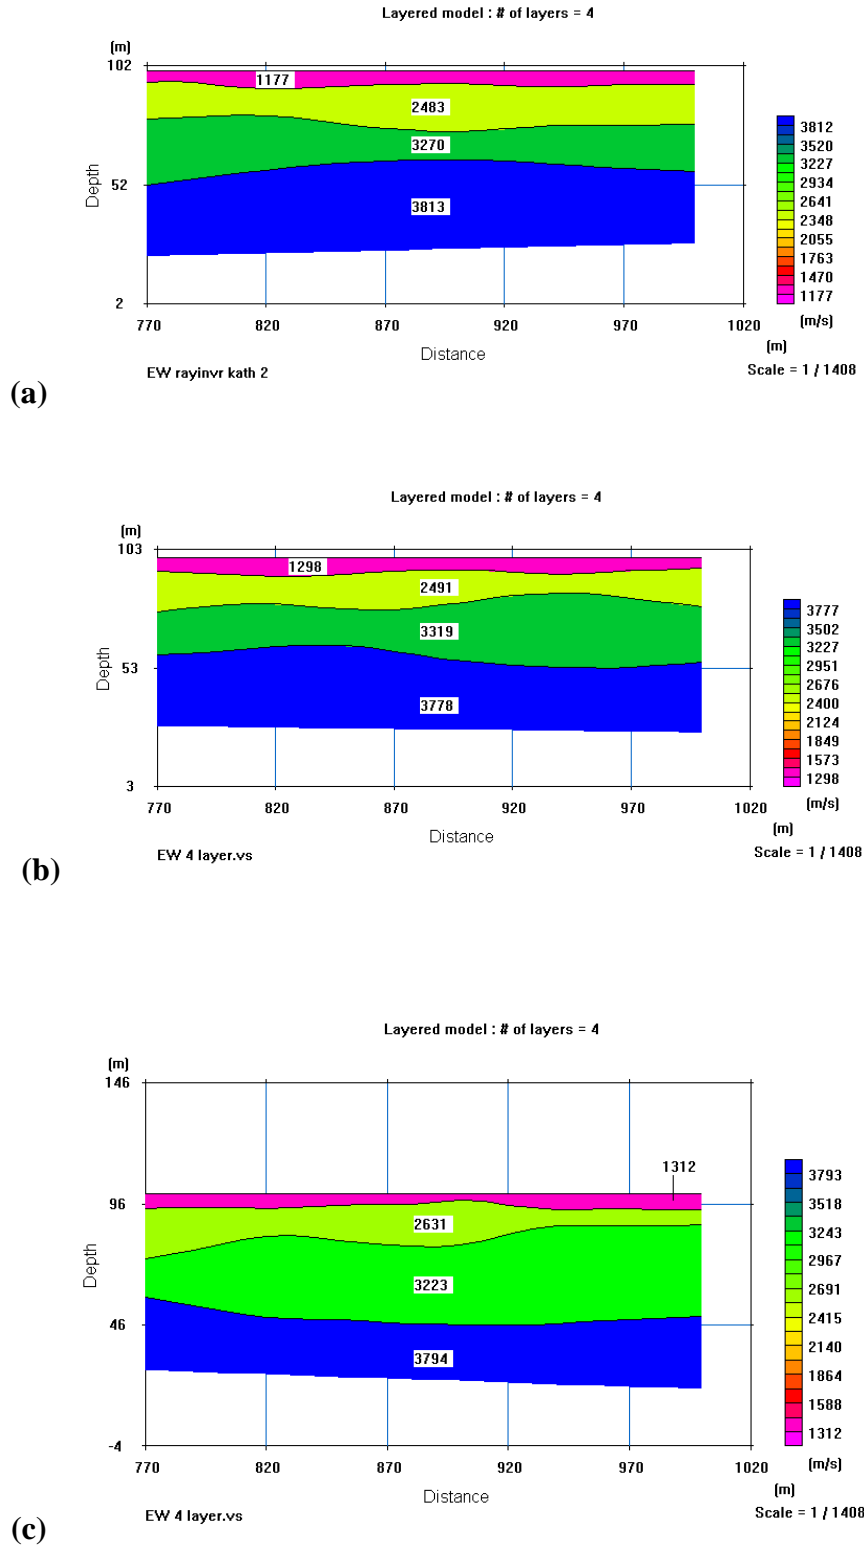 Layered model : # of layers = 4
(m)
102
1177
2483
3270
3813
52
2
Depth
770 820 870 920 970 1020
Distance
(m)
3812
3520
3227
2934
2641
2348
2055
1763
1470
1177
(m/s)
EW rayinvr kath 2
Scale = 1 / 1408
(a)
Layered model : # of layers = 4
(m)
103
1298
2491
3319
3778
53
3
Depth
770 820 870 920 970 1020
Distance
(m)
3777
3502
3227
2951
2676
2400
2124
1849
1573
1298
(m/s)
EW 4 layer.vs
Scale = 1 / 1408
(b)
Layered model : # of layers = 4
(m)
146
1312
96
2631
3223
46
3794
-4
Depth
770 820 870 920 970 1020
Distance
(m)
3793
3518
3243
2967
2691
2415
2140
1864
1588
1312
(m/s)
EW 4 layer.vs
Scale = 1 / 1408
(c)